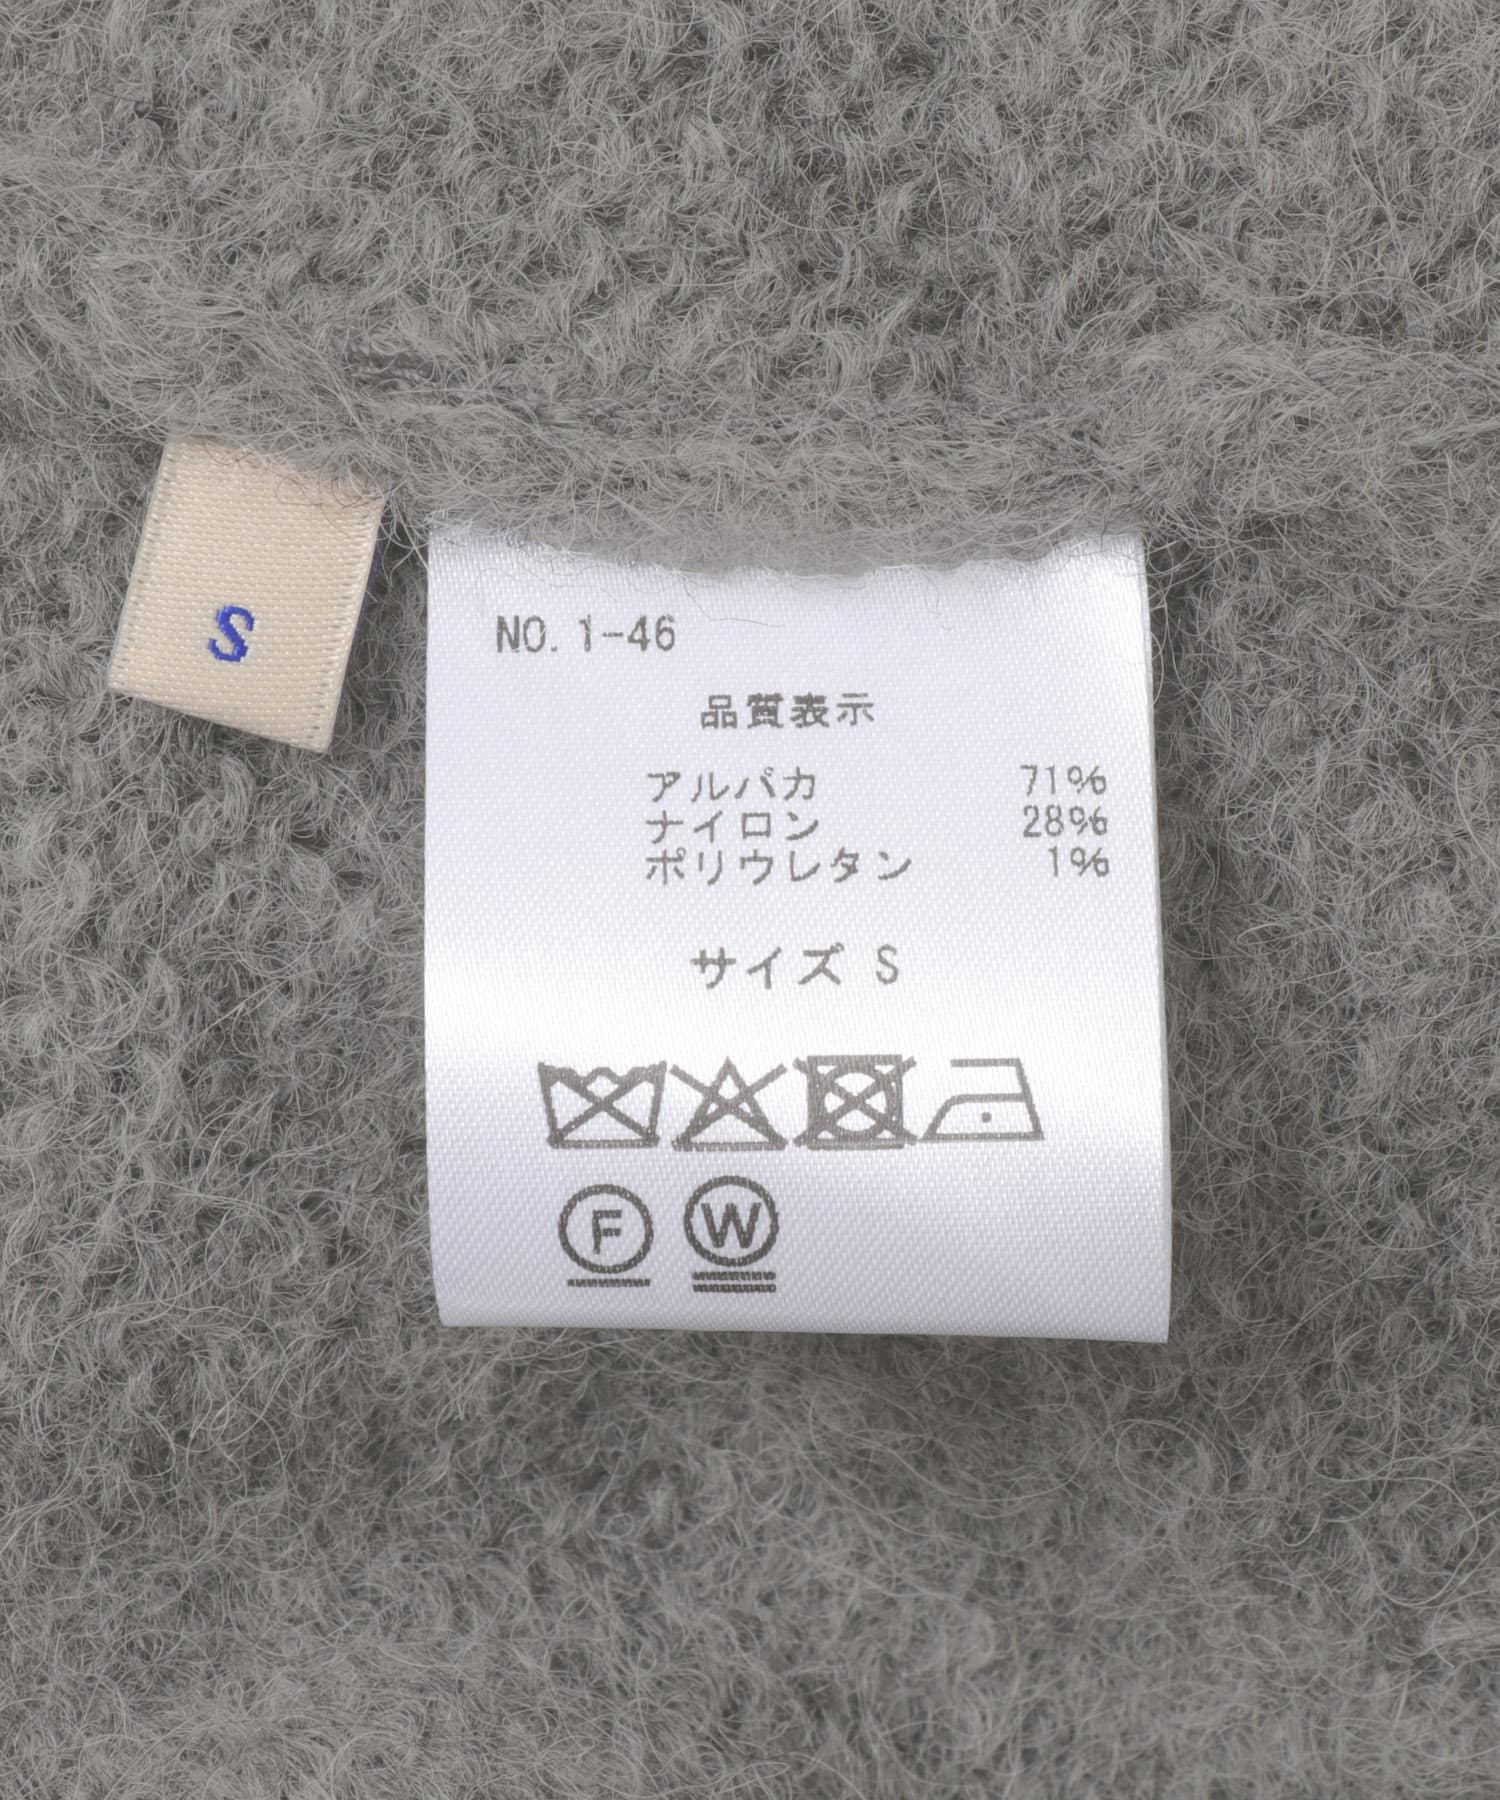 S
NO. 1-46
品質表示
アルパカ 71%
ナイロン 28%
ポリウレタン 1%
サイズ S
F W